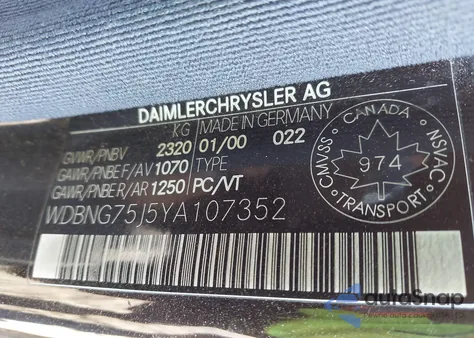 DAIMLERCHRYSLER AG
KG MADE IN GERMANY
GVWR/PNBV 2320 01/00 022
GAWR/PNBE F/AV 1070 TYPE
GAWR/PNBE R/AR 1250 PC/VT
WDBNG75J5YA107352
CANADA
CMVSS NSVAC
974
TRANSPORT
autoSnap